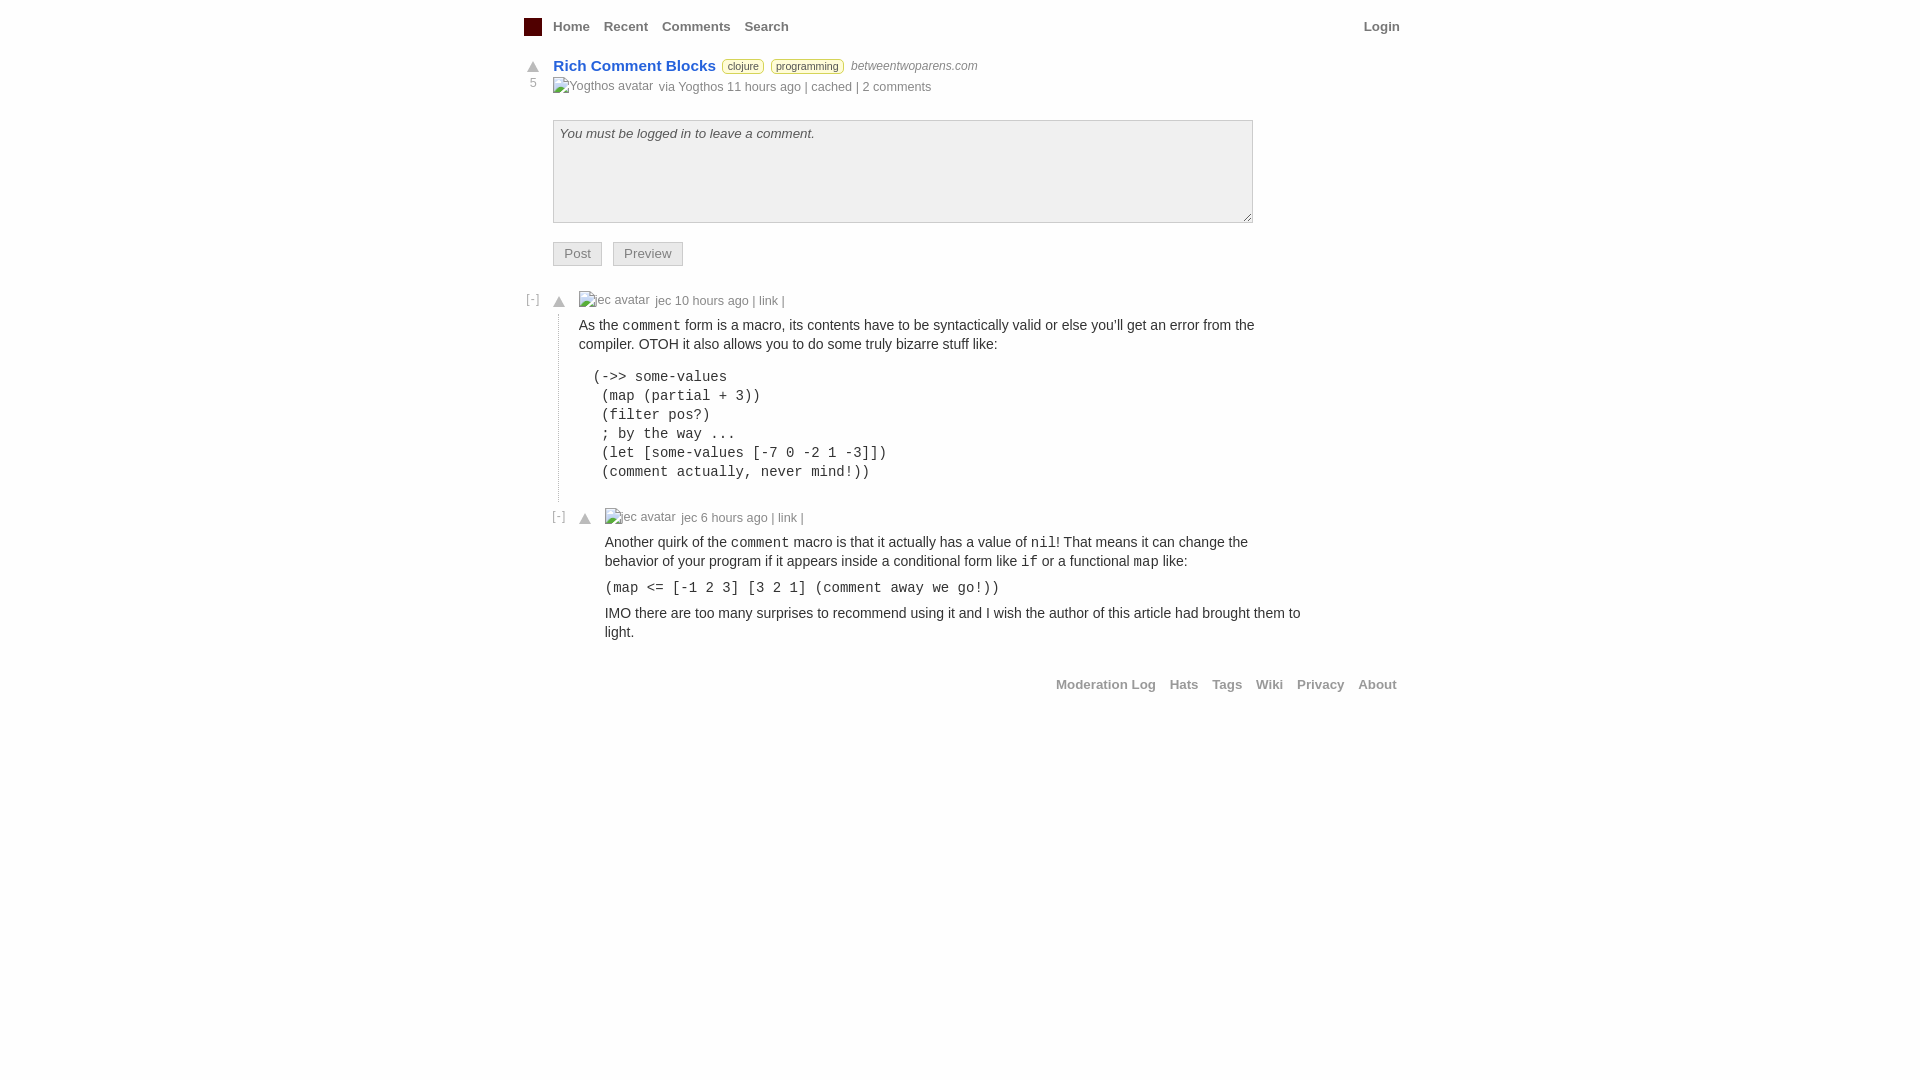 Home Recent Comments Search Login
Rich Comment Blocks clojure programming betweentwoparens.com
5
Yogthos avatar via Yogthos 11 hours ago | cached | 2 comments
You must be logged in to leave a comment.
Post Preview
[-] jec avatar jec 10 hours ago | link |
As the comment form is a macro, its contents have to be syntactically valid or else you’ll get an error from the
compiler. OTOH it also allows you to do some truly bizarre stuff like:
(->> some-values
(map (partial + 3))
(filter pos?)
; by the way ...
(let [some-values [-7 0 -2 1 -3]])
(comment actually, never mind!))
[-] jec avatar jec 6 hours ago | link |
Another quirk of the comment macro is that it actually has a value of nil! That means it can change the
behavior of your program if it appears inside a conditional form like if or a functional map like:
(map <= [-1 2 3] [3 2 1] (comment away we go!))
IMO there are too many surprises to recommend using it and I wish the author of this article had brought them to
light.
Moderation Log Hats Tags Wiki Privacy About